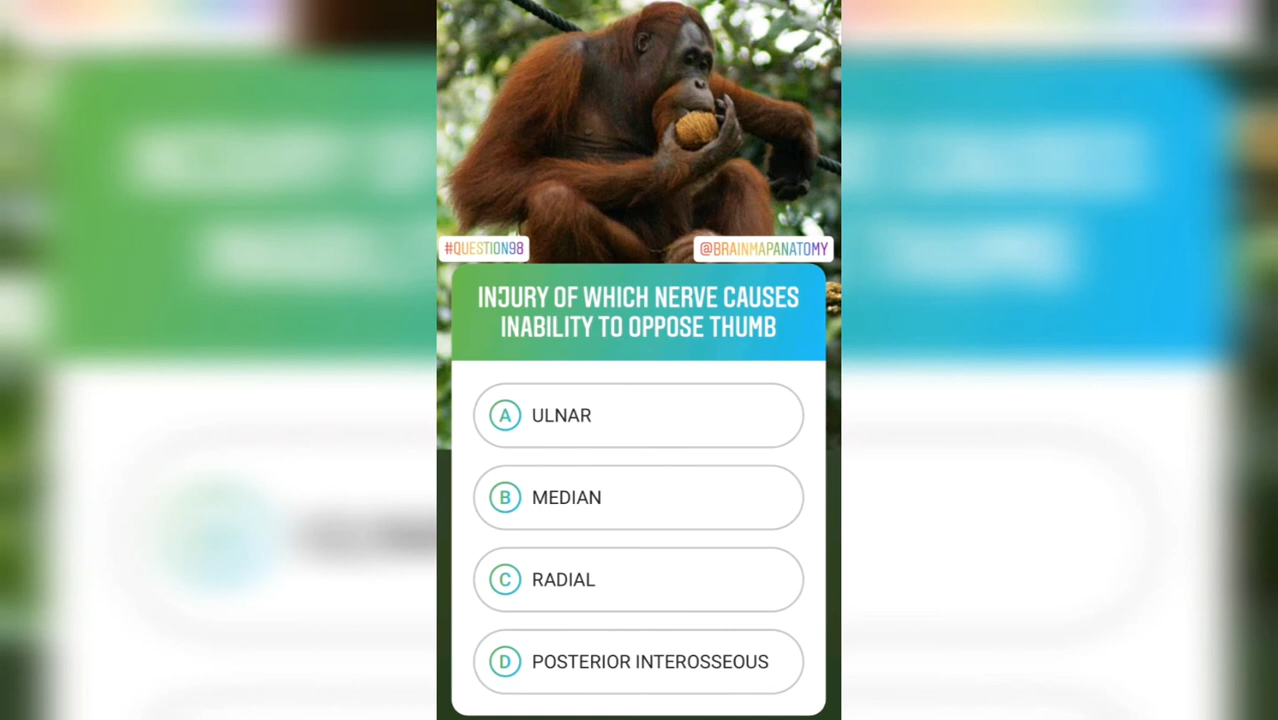 #QUESTION98
@BRAINMAPANATOMY
INJURY OF WHICH NERVE CAUSES
INABILITY TO OPPOSE THUMB
A ULNAR
B MEDIAN
C RADIAL
D POSTERIOR INTEROSSEOUS